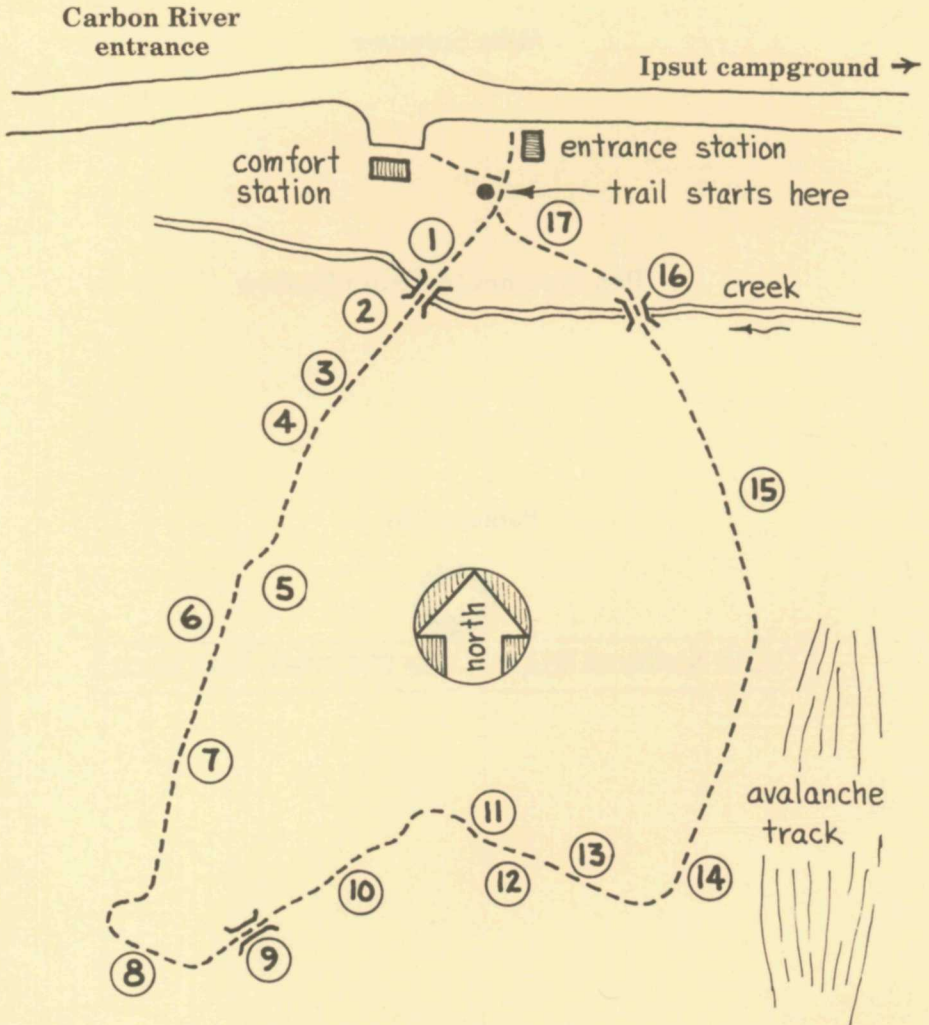 Carbon River
entrance
Ipsut campground →
comfort
station
entrance station
trail starts here
17
1
16
creek
2
3
4
15
5
6
north
7
avalanche
track
11
13
12
14
10
9
8